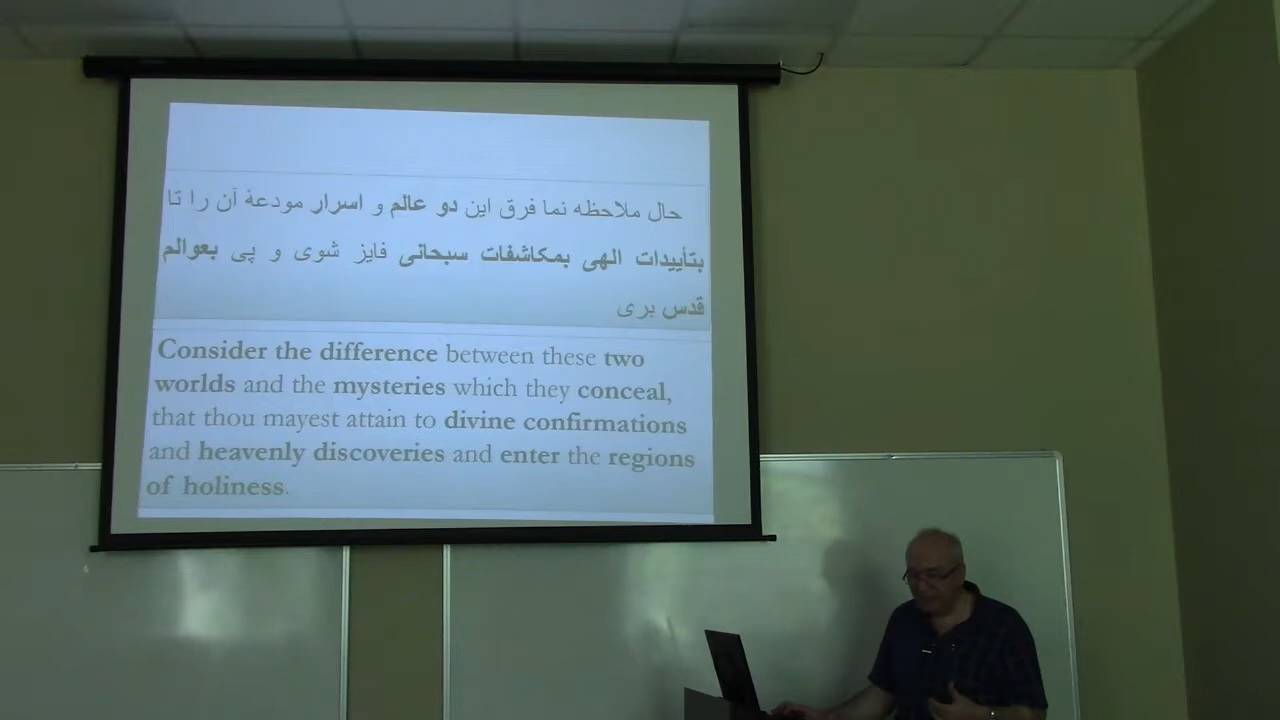 حال ملاحظه نما فرق این دو عالم و اسرار مودعهٔ آن را تا
بتأییدات الهی بمکاشفات سبحانی فایز شوی و پی بعوالم
قدس بری
Consider the difference between these two
worlds and the mysteries which they conceal,
that thou mayest attain to divine confirmations
and heavenly discoveries and enter the regions
of holiness.